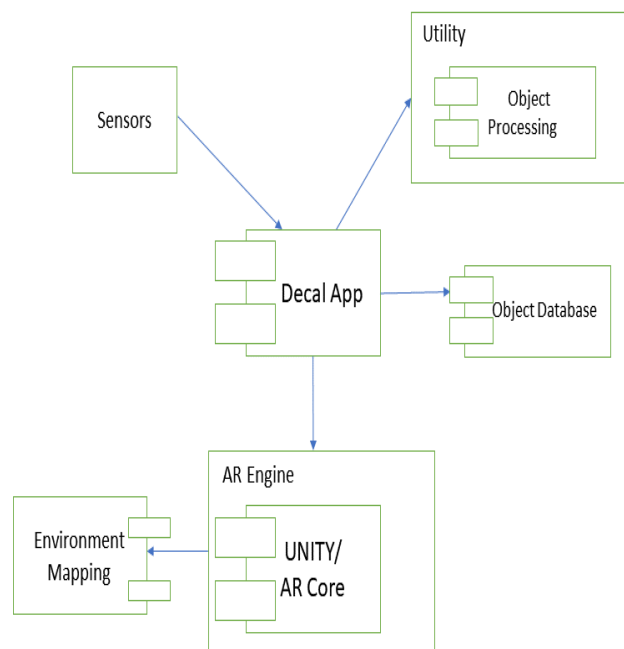 Utility
Object
Processing
Sensors
Decal App
Object Database
AR Engine
UNITY/
AR Core
Environment
Mapping